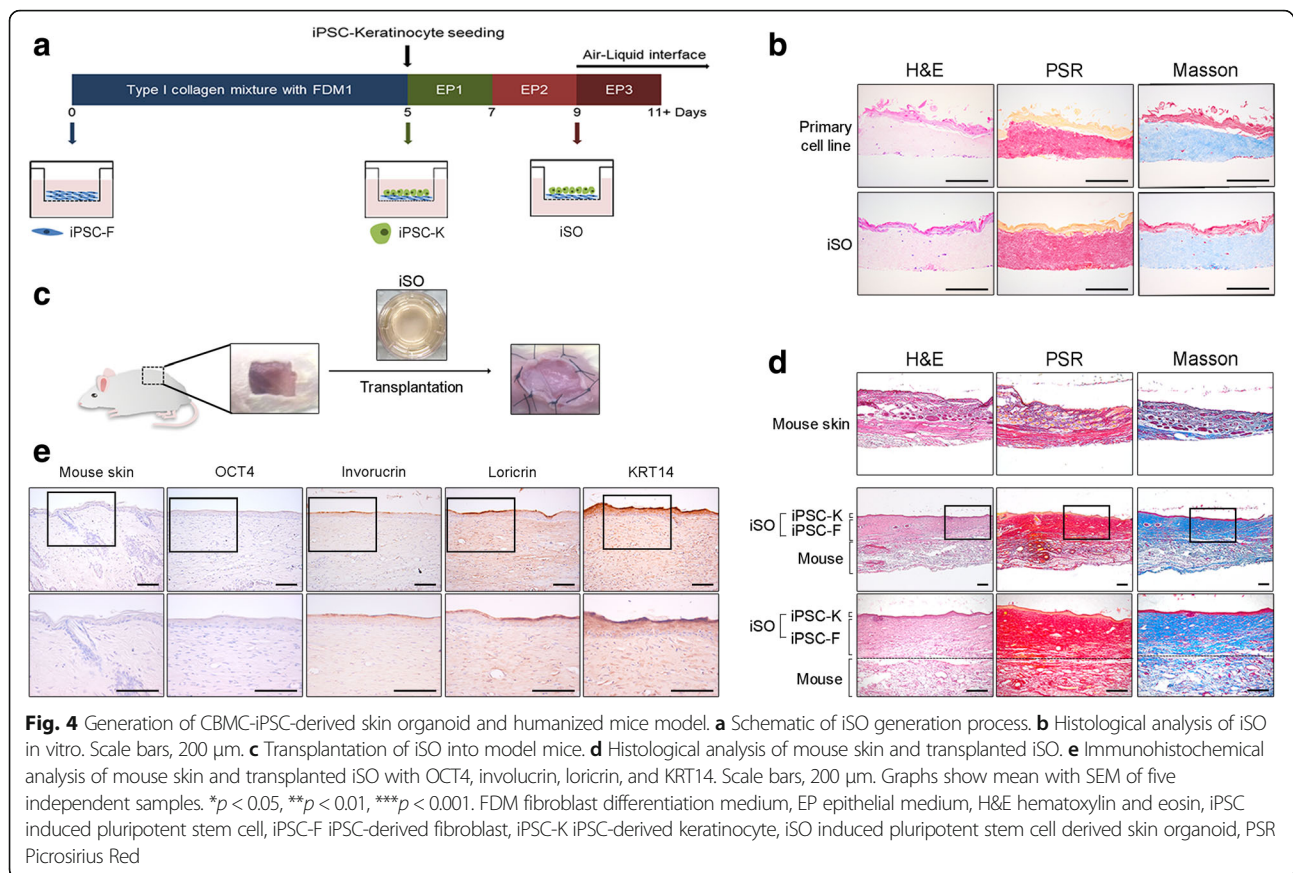 a
iPSC-Keratinocyte seeding
Air-Liquid interface
Type I collagen mixture with FDM1 EP1 EP2 EP3
0 5 7 9 11+ Days
iPSC-F iPSC-K iSO
b
H&E PSR Masson
Primary
cell line
iSO
c
iSO
Transplantation
d
H&E PSR Masson
Mouse skin
iSO iPSC-K
iPSC-F
Mouse
iSO iPSC-K
iPSC-F
Mouse
e
Mouse skin OCT4 Invorucrin Loricrin KRT14
Fig. 4 Generation of CBMC-iPSC-derived skin organoid and humanized mice model. a Schematic of iSO generation process. b Histological analysis of iSO
in vitro. Scale bars, 200 μm. c Transplantation of iSO into model mice. d Histological analysis of mouse skin and transplanted iSO. e Immunohistochemical
analysis of mouse skin and transplanted iSO with OCT4, involucrin, loricrin, and KRT14. Scale bars, 200 μm. Graphs show mean with SEM of five
independent samples. *p < 0.05, **p < 0.01, ***p < 0.001. FDM fibroblast differentiation medium, EP epithelial medium, H&E hematoxylin and eosin, iPSC
induced pluripotent stem cell, iPSC-F iPSC-derived fibroblast, iPSC-K iPSC-derived keratinocyte, iSO induced pluripotent stem cell derived skin organoid, PSR
Picrosirius Red